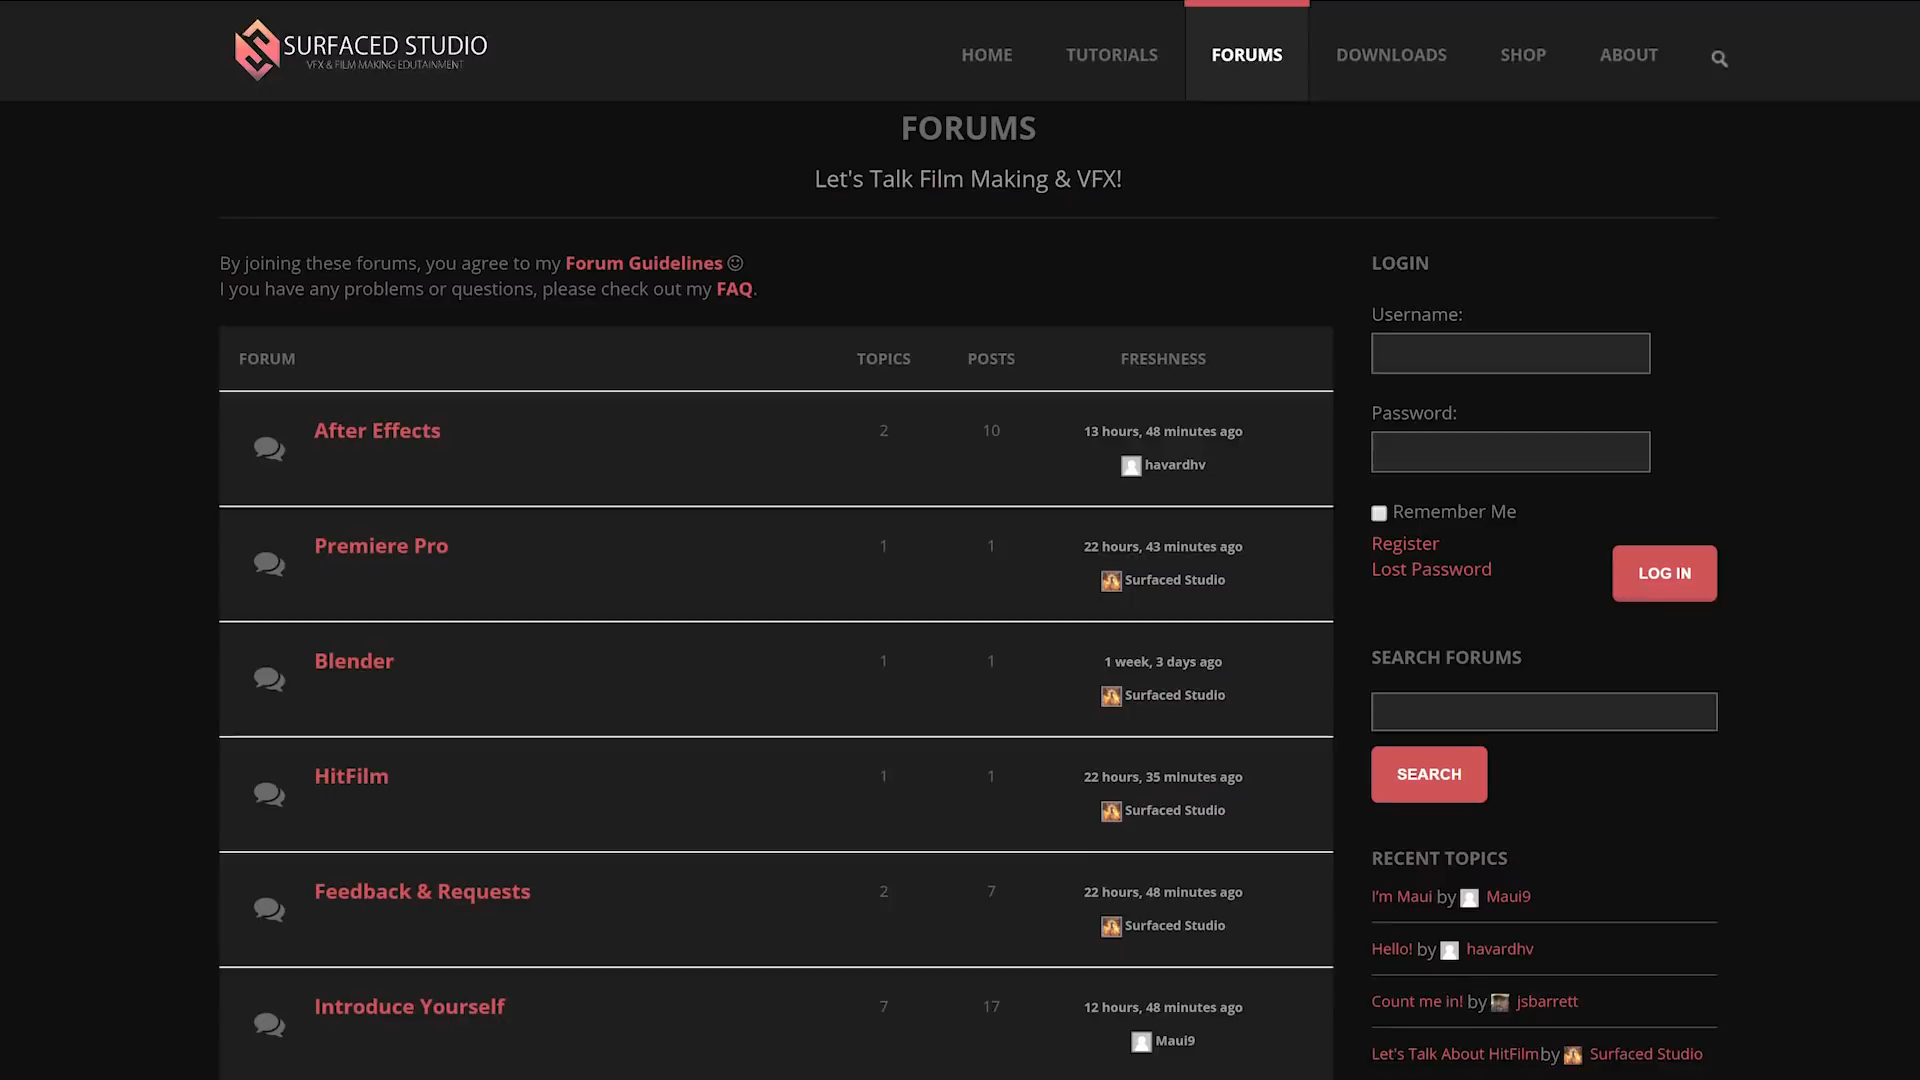 SURFACED STUDIO
VFX & FILM MAKING EDUTAINMENT
HOME
TUTORIALS
FORUMS
DOWNLOADS
SHOP
ABOUT
FORUMS
Let's Talk Film Making & VFX!
By joining these forums, you agree to my Forum Guidelines
I you have any problems or questions, please check out my FAQ.
FORUM TOPICS POSTS FRESHNESS
After Effects 2 10 13 hours, 48 minutes ago
havardhv
Premiere Pro 1 1 22 hours, 43 minutes ago
Surfaced Studio
Blender 1 1 1 week, 3 days ago
Surfaced Studio
HitFilm 1 1 22 hours, 35 minutes ago
Surfaced Studio
Feedback & Requests 2 7 22 hours, 48 minutes ago
Surfaced Studio
Introduce Yourself 7 17 12 hours, 48 minutes ago
Maui9
LOGIN
Username:
Password:
Remember Me
Register
Lost Password
LOG IN
SEARCH FORUMS
SEARCH
RECENT TOPICS
I'm Maui by Maui9
Hello! by havardhv
Count me in! by jsbarrett
Let's Talk About HitFilm by Surfaced Studio